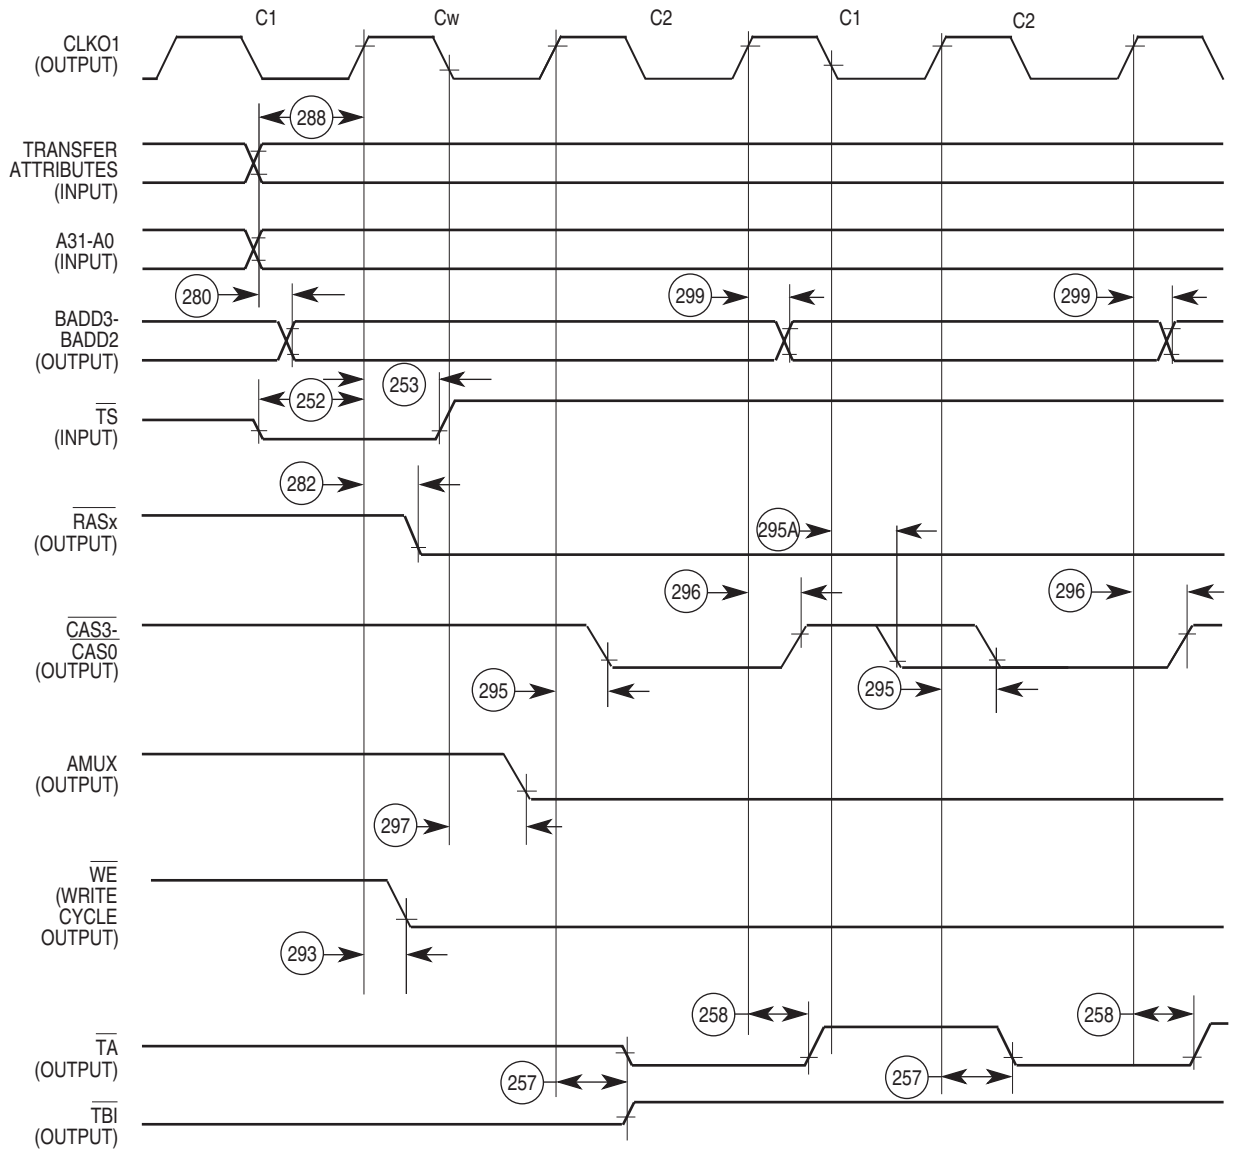 C1 Cw C2 C1 C2
CLKO1
(OUTPUT)
288
TRANSFER
ATTRIBUTES
(INPUT)
A31-A0
(INPUT)
280 299 299
BADD3-
BADD2
(OUTPUT)
253
252
TS
(INPUT)
282
RASx
(OUTPUT)
295A
296 296
CAS3-
CAS0
(OUTPUT)
295 295
AMUX
(OUTPUT)
297
WE
(WRITE
CYCLE
OUTPUT)
293
258 258
TA
(OUTPUT)
257 257
TBI
(OUTPUT)